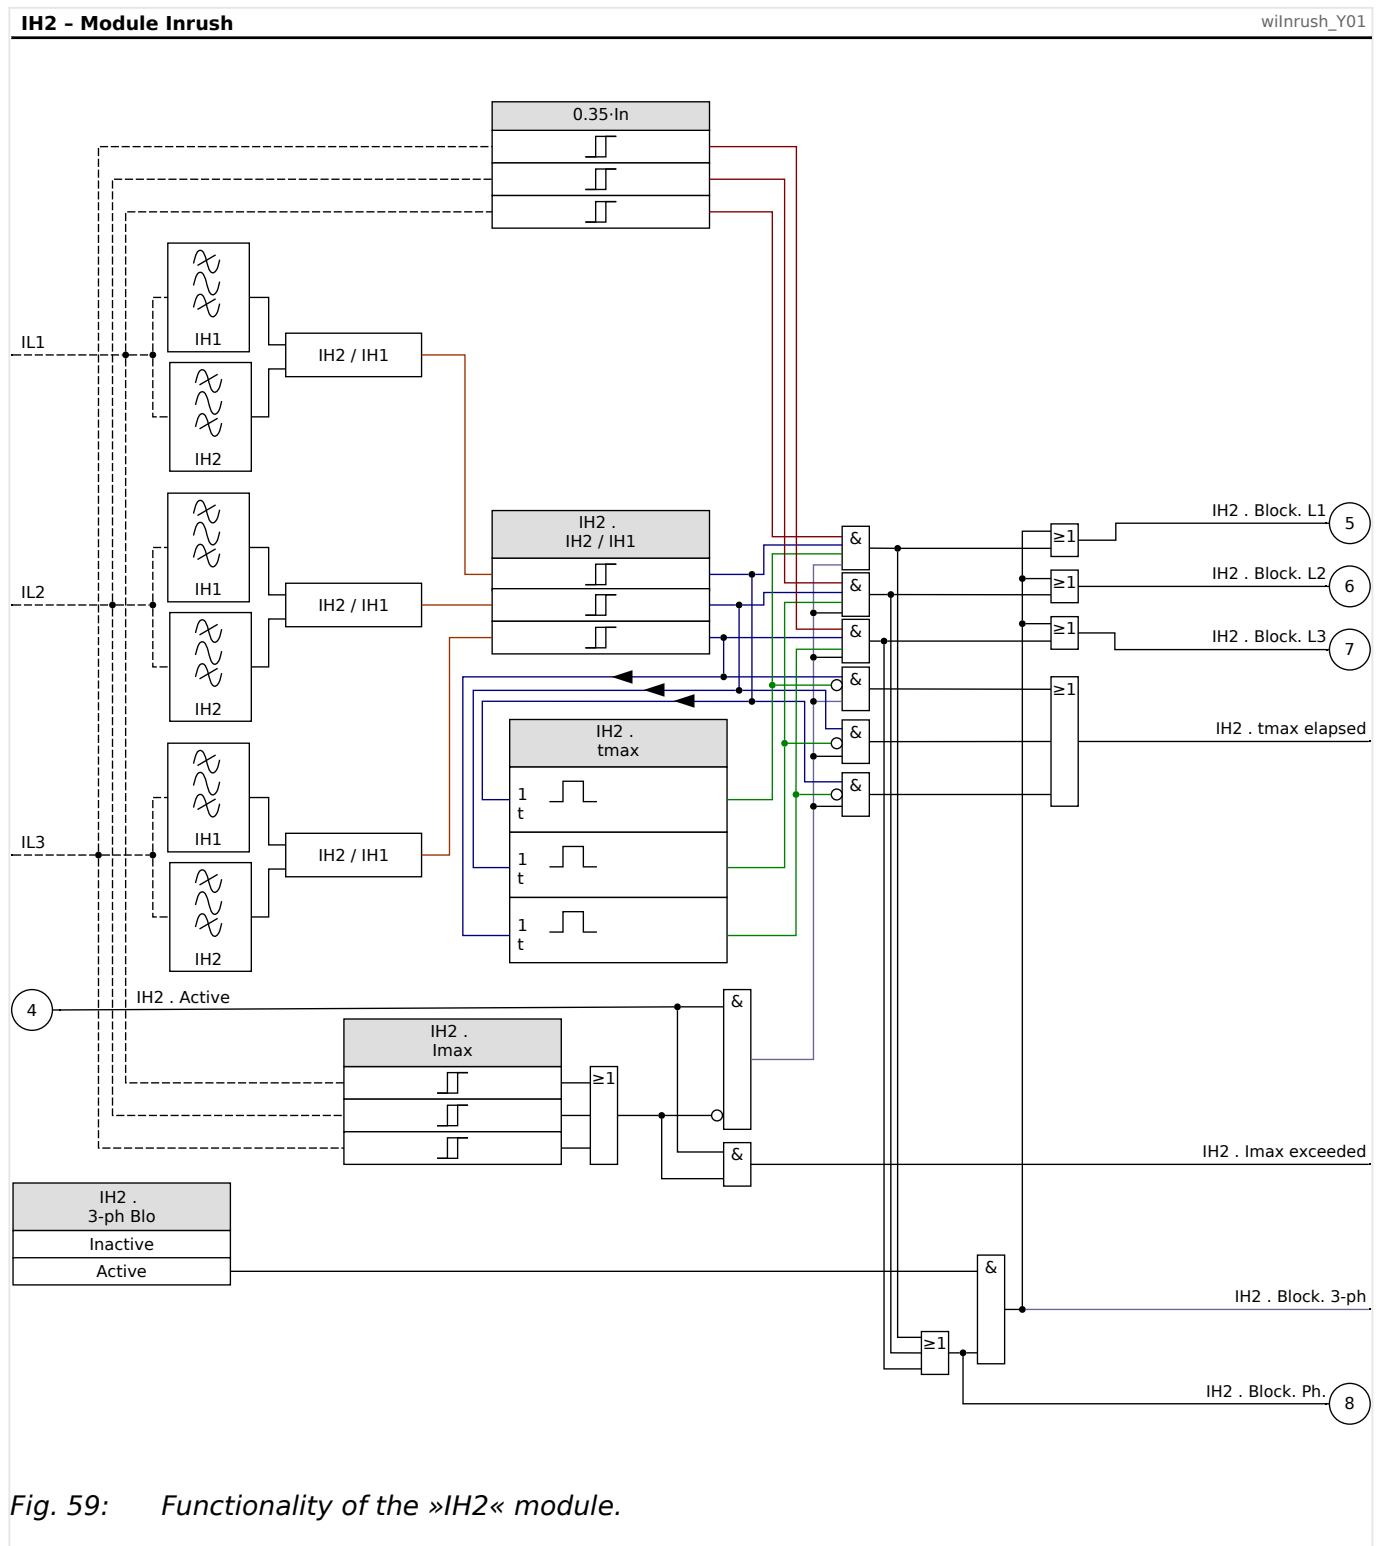 IH2 – Module Inrush
wiInrush_Y01
0.35·In
IH1
IL1
IH2 / IH1
IH2
IH2 . Block. L1
5
IH2 .
IH2 / IH1
&
≥1
IH2 . Block. L2
6
&
≥1
IH1
IL2
IH2 / IH1
IH2
&
≥1
IH2 . Block. L3
7
&
≥1
IH2 .
tmax
&
IH2 . tmax elapsed
1
t
&
IH1
IL3
IH2 / IH1
IH2
1
t
1
t
4
IH2 . Active
&
IH2 .
Imax
≥1
&
IH2 . Imax exceeded
IH2 .
3-ph Blo
Inactive
Active
&
IH2 . Block. 3-ph
≥1
IH2 . Block. Ph.
8
Fig. 59: Functionality of the »IH2« module.